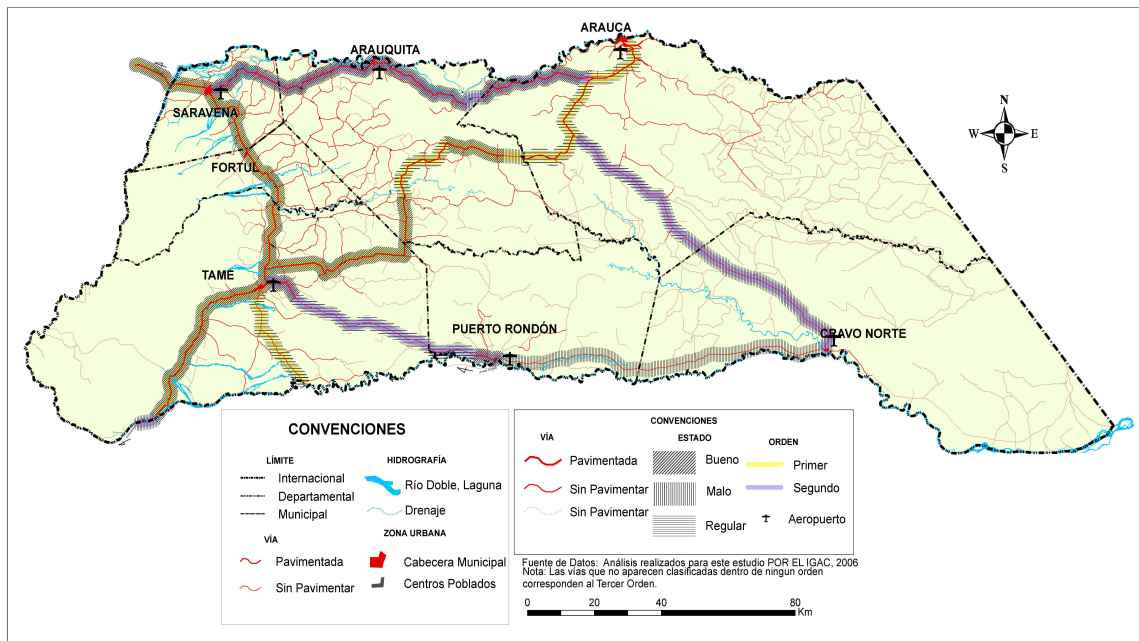 ARAUCA
ARAUQUITA
SARAVENA
FORTUL
TAME
PUERTO RONDÓN
CRAVO NORTE
N
W E
S
CONVENCIONES
LÍMITE
Internacional
Departamental
Municipal
HIDROGRAFÍA
Río Doble, Laguna
Drenaje
VÍA
Pavimentada
Sin Pavimentar
ZONA URBANA
Cabecera Municipal
Centros Poblados
CONVENCIONES
VÍA
Pavimentada
Sin Pavimentar
Sin Pavimentar
ESTADO
Bueno
Malo
Regular
ORDEN
Primer
Segundo
Aeropuerto
Fuente de Datos: Análisis realizados para este estudio POR EL IGAC, 2006
Nota: Las vías que no aparecen clasificadas dentro de ningun orden
corresponden al Tercer Orden.
0 20 40 80
Km